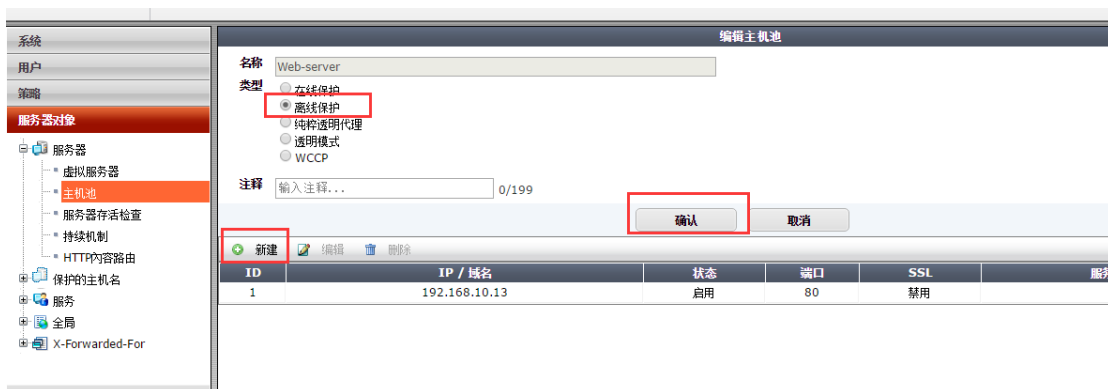 系统
用户
策略
服务器对象
服务器
虚拟服务器
主机池
服务器存活检查
持续机制
HTTP内容路由
保护的主机名
服务
全局
X-Forwarded-For
编辑主机池
名称 Web-server
类型 在线保护
离线保护
纯粹透明代理
透明模式
WCCP
注释 输入注释... 0/199
确认 取消
新建 编辑 删除
ID IP / 域名 状态 端口 SSL
1 192.168.10.13 启用 80 禁用